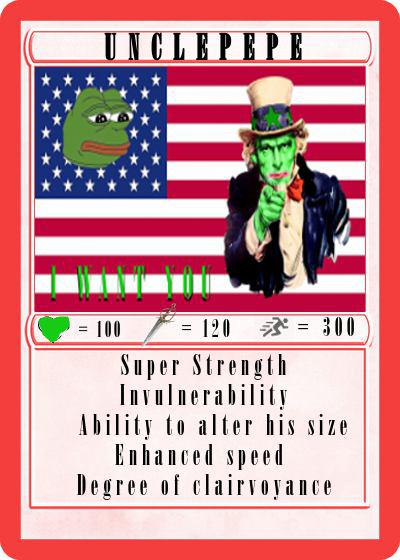 UNCLEPEPE
I WANT YOU
= 100 = 120 = 300
Super Strength
Invulnerability
Ability to alter his size
Enhanced speed
Degree of clairvoyance